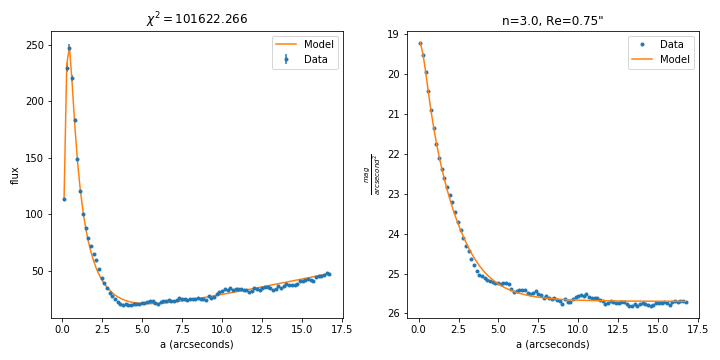 χ² = 101622.266
n=3.0, Re=0.75"
Model
Data
Data
Model
flux
250
200
150
100
50
0.0 2.5 5.0 7.5 10.0 12.5 15.0 17.5
a (arcseconds)
mag/arcsecond²
19
20
21
22
23
24
25
26
0.0 2.5 5.0 7.5 10.0 12.5 15.0 17.5
a (arcseconds)